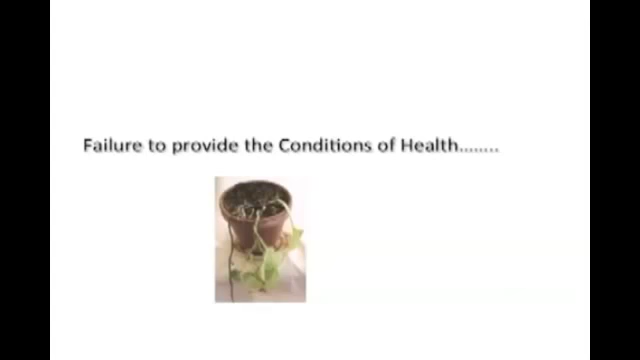 Failure to provide the Conditions of Health........